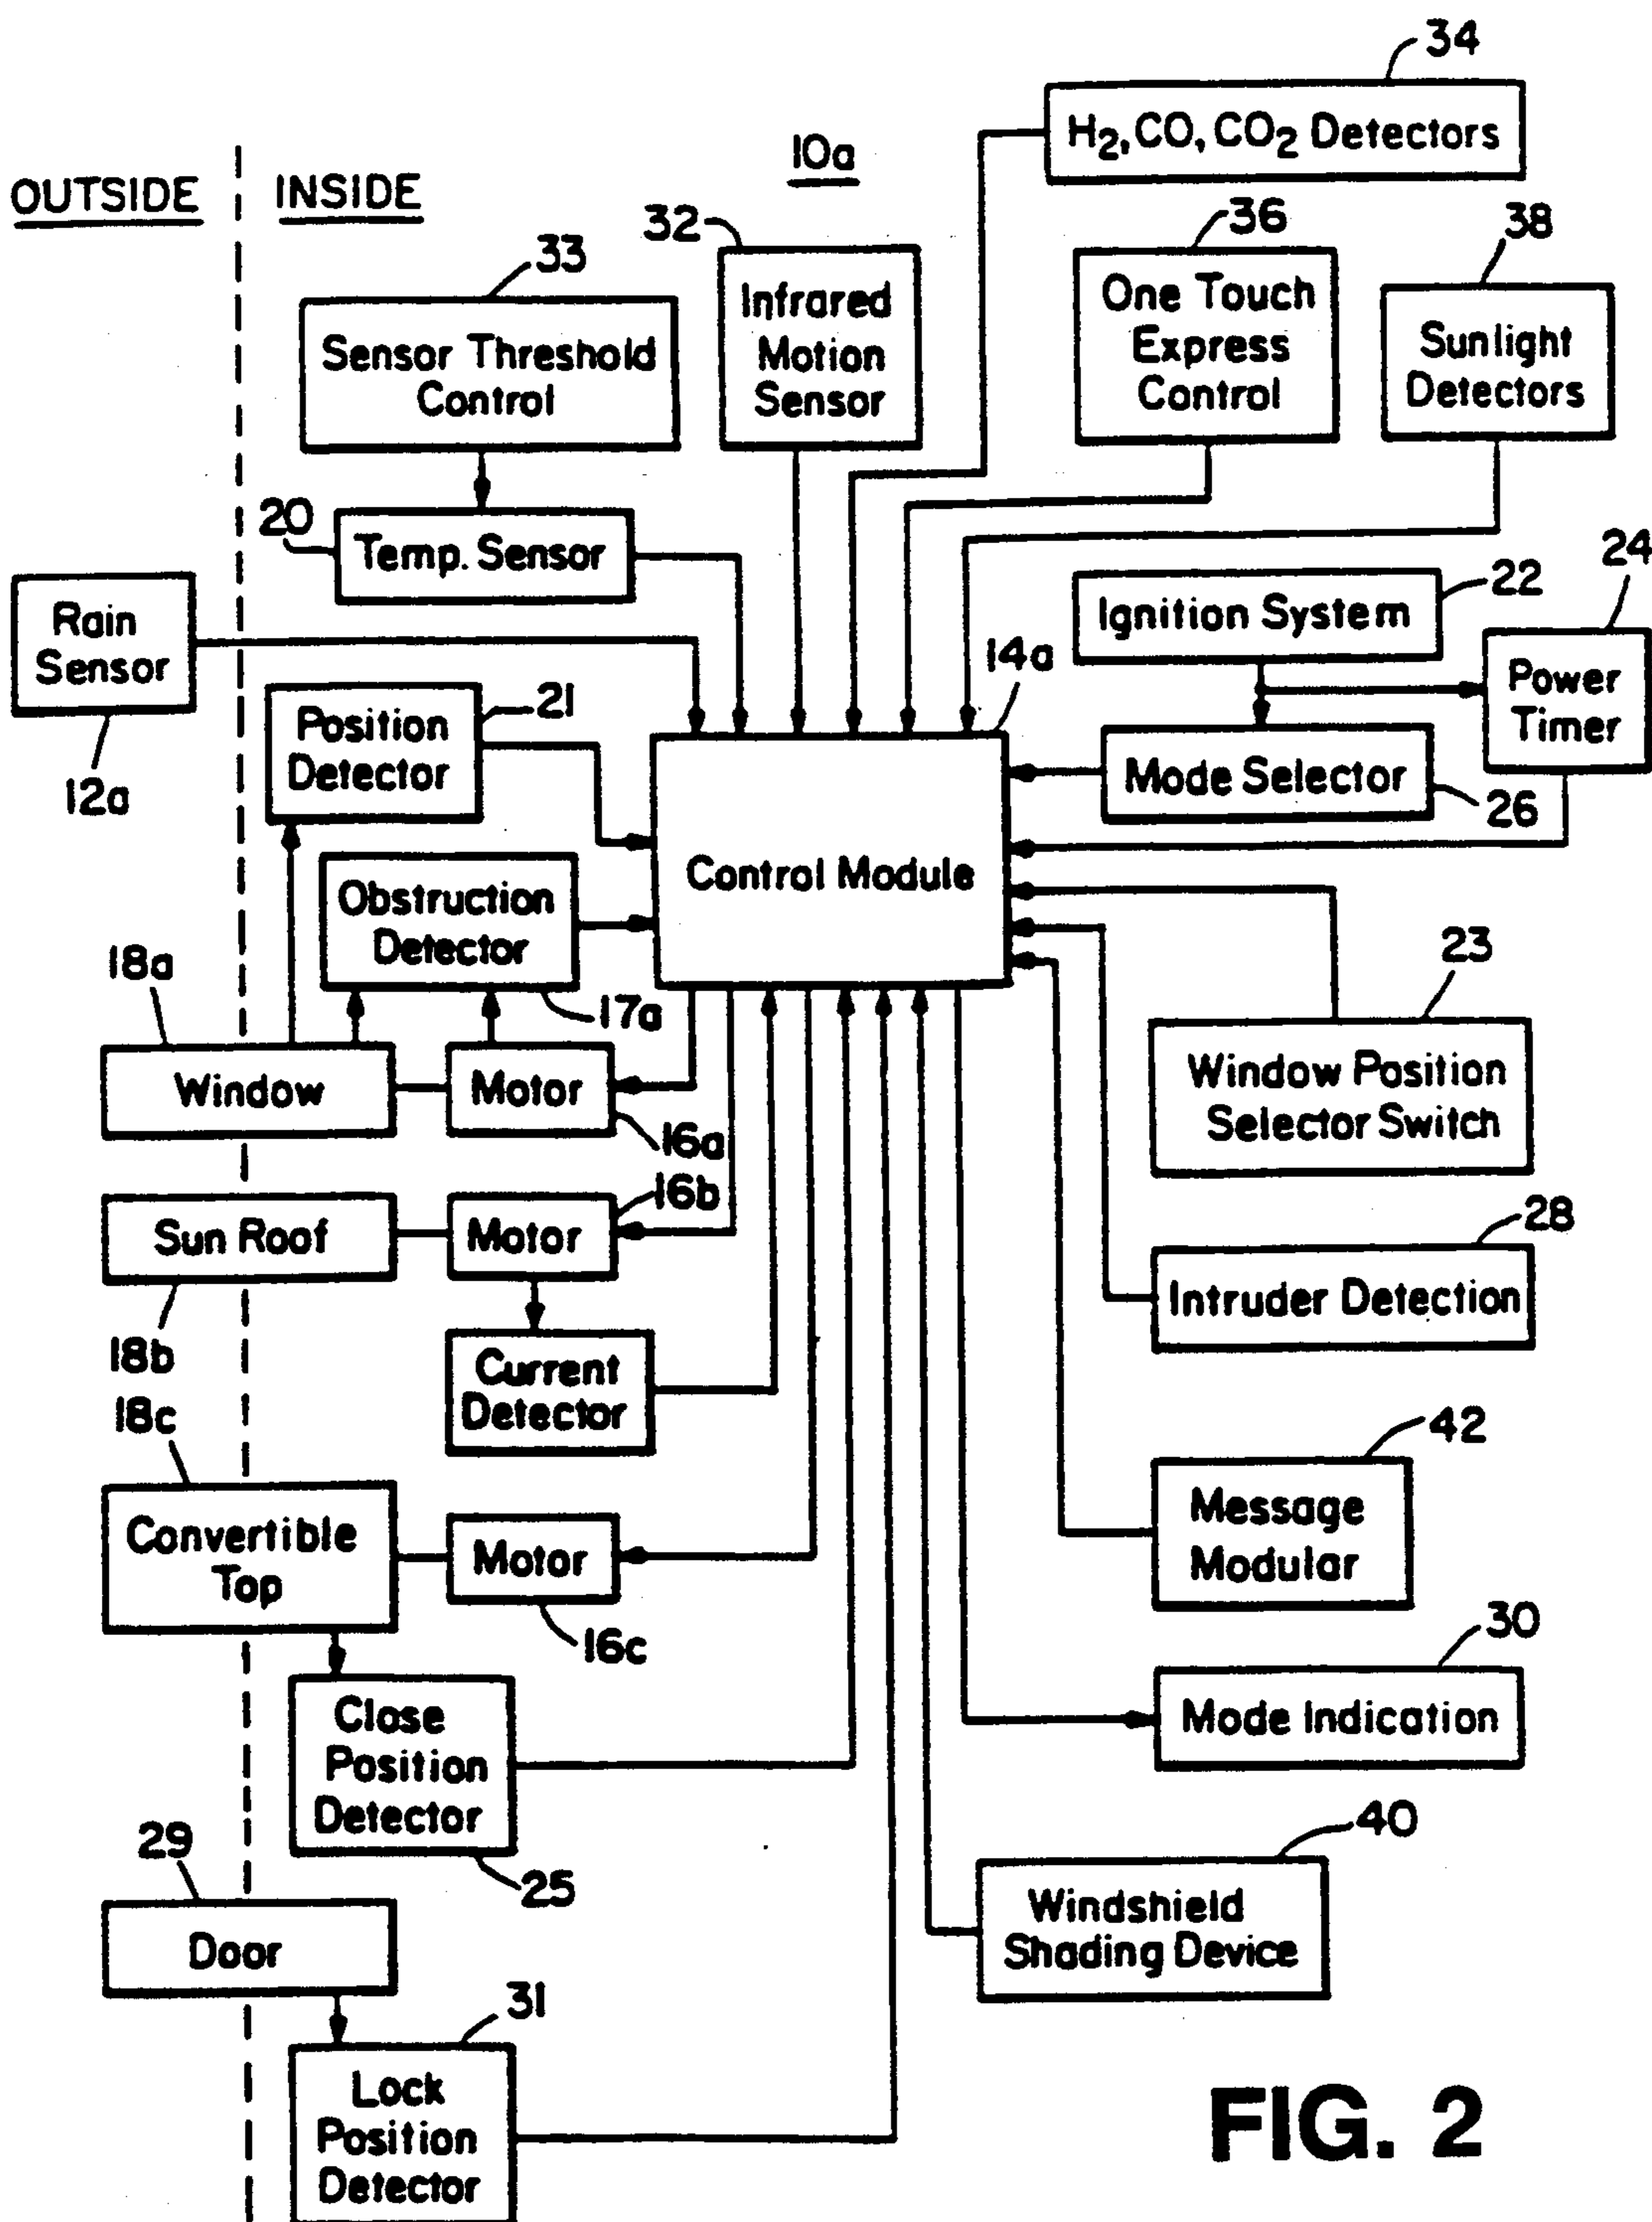 34
H2, CO, CO2 Detectors
10a
OUTSIDE
INSIDE
33
Sensor Threshold
Control
32
Infrared
Motion
Sensor
36
One Touch
Express
Control
38
Sunlight
Detectors
20
Temp. Sensor
Rain
Sensor
12a
Ignition System
22
24
Power
Timer
14a
Position
Detector
21
Mode Selector
26
Control Module
Obstruction
Detector
17a
18a
Window
Motor
16a
23
Window Position
Selector Switch
Sun Roof
18b
Motor
16b
28
Intruder Detection
Current
Detector
18c
Convertible
Top
Motor
16c
42
Message
Modular
30
Mode Indication
Close
Position
Detector
25
40
Windshield
Shading Device
29
Door
31
Lock
Position
Detector
FIG. 2